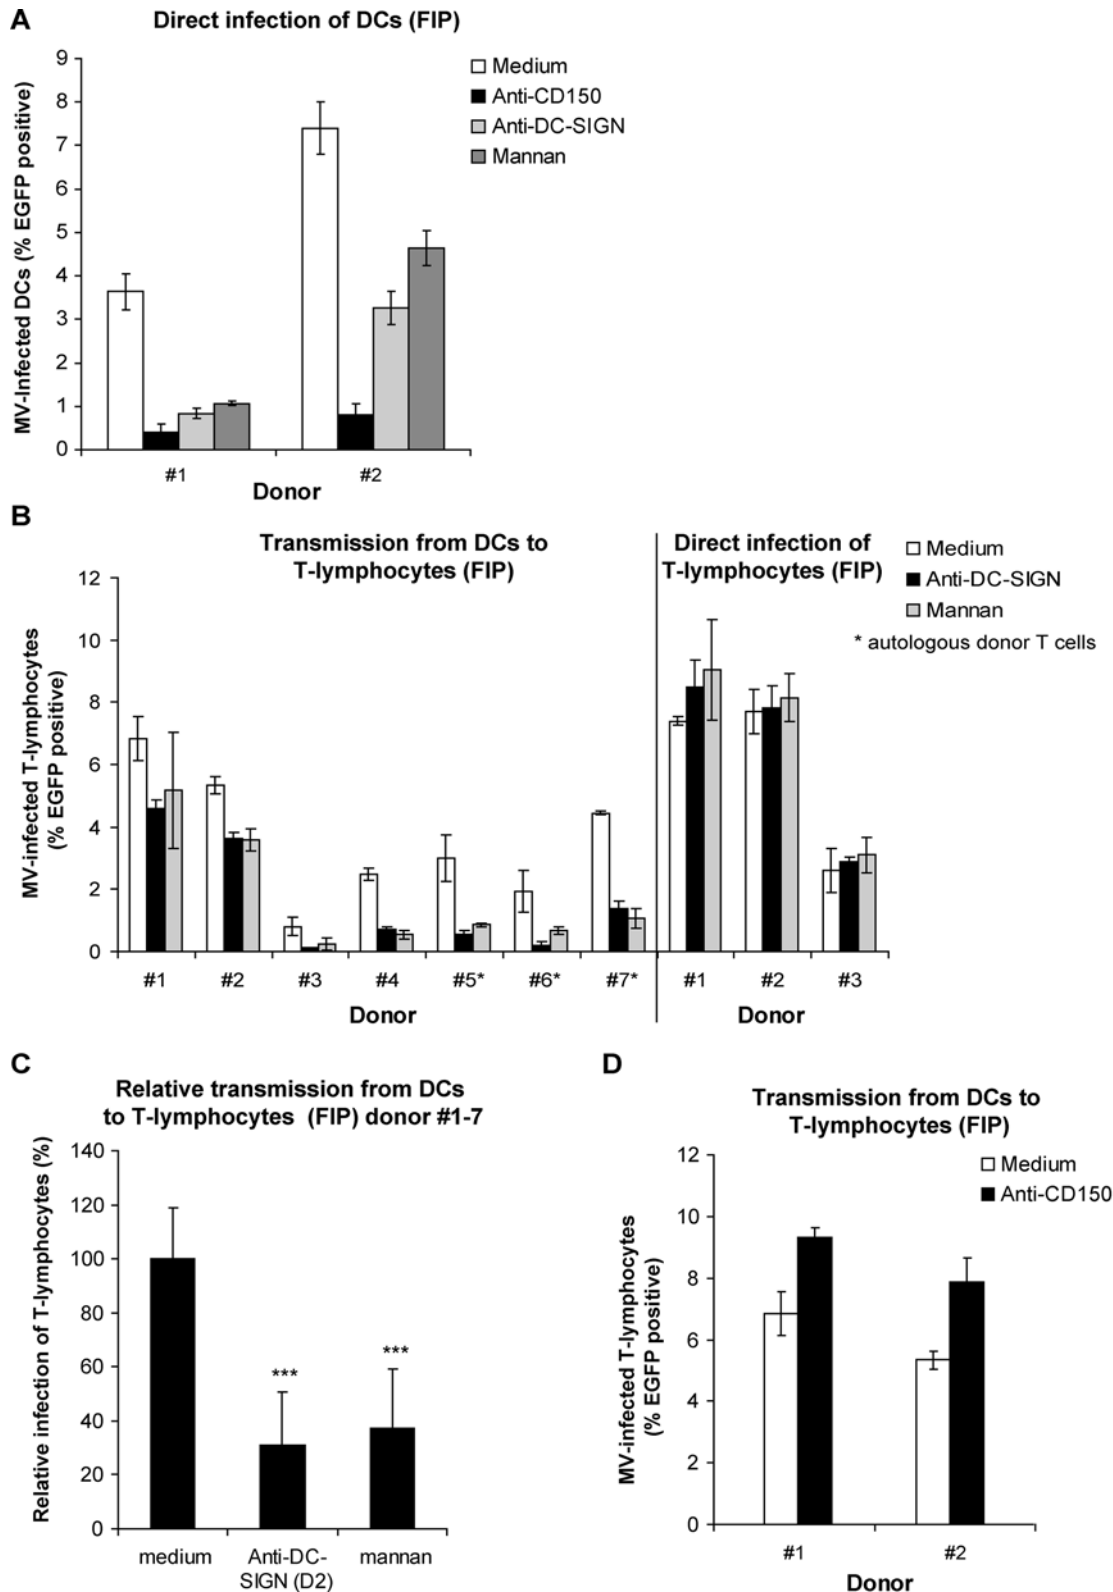 A
Direct infection of DCs (FIP)
MV-Infected DCs (% EGFP positive)
9
8
7
6
5
4
3
2
1
0
Medium
Anti-CD150
Anti-DC-SIGN
Mannan
#1
#2
Donor
B
Transmission from DCs to
T-lymphocytes (FIP)
Direct infection of
T-lymphocytes (FIP)
Medium
Anti-DC-SIGN
Mannan
* autologous donor T cells
MV-infected T-lymphocytes
(% EGFP positive)
12
10
8
6
4
2
0
#1
#2
#3
#4
#5*
#6*
#7*
#1
#2
#3
Donor
Donor
C
Relative transmission from DCs
to T-lymphocytes (FIP) donor #1-7
Relative infection of T-lymphocytes (%)
140
120
100
80
60
40
20
0
***
***
medium
Anti-DC-
SIGN (D2)
mannan
D
Transmission from DCs to
T-lymphocytes (FIP)
Medium
Anti-CD150
MV-infected T-lymphocytes
(% EGFP positive)
12
10
8
6
4
2
0
#1
#2
Donor